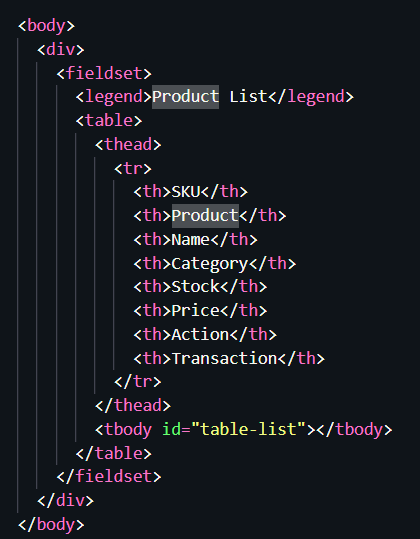 <body>
<div>
<fieldset>
<legend>Product List</legend>
<table>
<thead>
<tr>
<th>SKU</th>
<th>Product</th>
<th>Name</th>
<th>Category</th>
<th>Stock</th>
<th>Price</th>
<th>Action</th>
<th>Transaction</th>
</tr>
</thead>
<tbody id="table-list"></tbody>
</table>
</fieldset>
</div>
</body>